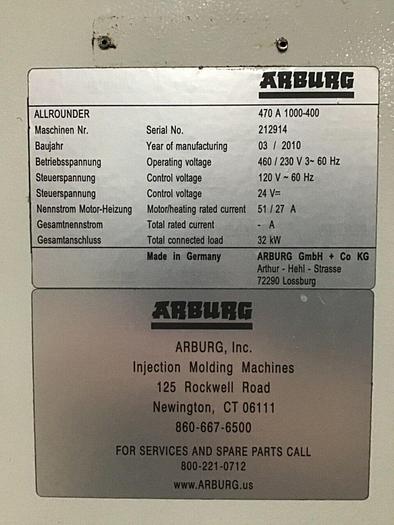 ARBURG
ALLROUNDER 470 A 1000-400
Maschinen Nr. Serial No. 212914
Baujahr Year of manufacturing 03 / 2010
Betriebsspannung Operating voltage 460 / 230 V 3~ 60 Hz
Steuerspannung Control voltage 120 V ~ 60 Hz
Steuerspannung Control voltage 24 V=
Nennstrom Motor-Heizung Motor/heating rated current 51 / 27 A
Gesamtnennstrom Total rated current - A
Gesamtanschluss Total connected load 32 kW
Made in Germany ARBURG GmbH + Co KG
Arthur - Hehl - Strasse
72290 Lossburg
ARBURG
ARBURG, Inc.
Injection Molding Machines
125 Rockwell Road
Newington, CT 06111
860-667-6500
FOR SERVICES AND SPARE PARTS CALL
800-221-0712
www.ARBURG.us